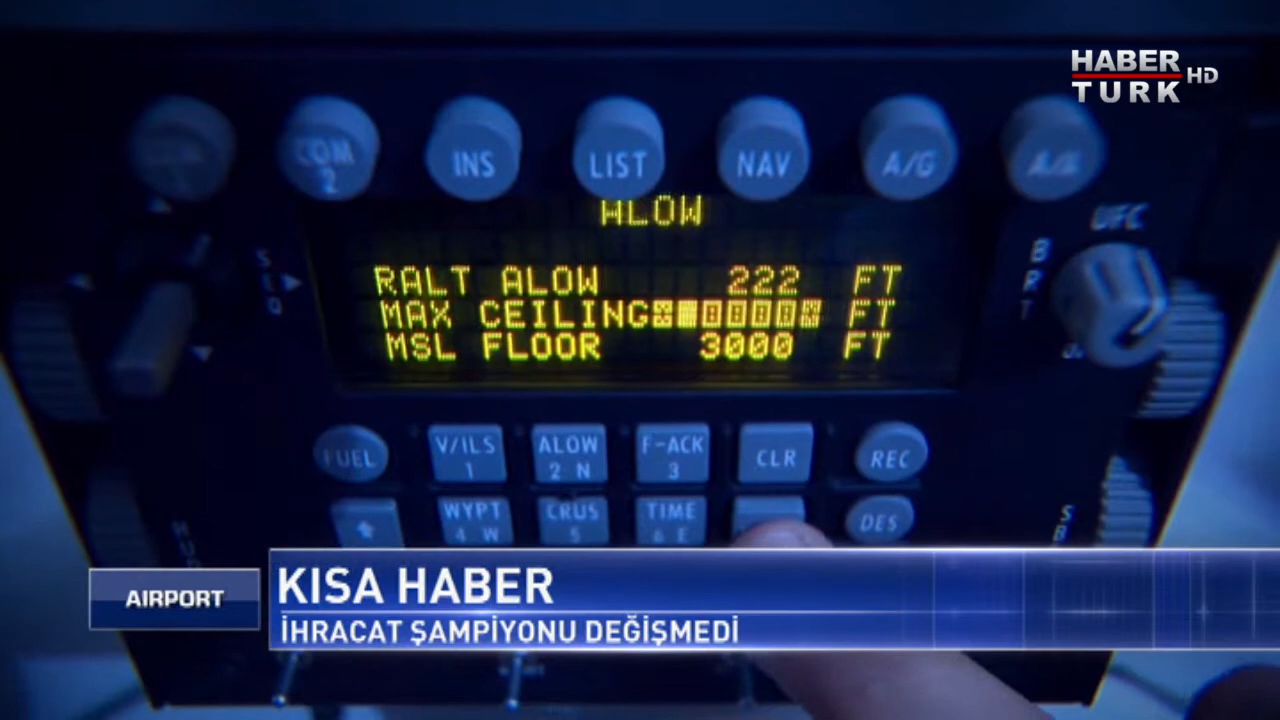 HABER
TURK HD
COM 2
INS
LIST
NAV
A/G
ALOW
UFC
BRT
RALT ALOW 222 FT
MAX CEILING FT
MSL FLOOR 3000 FT
FUEL
V/ILS 1
ALOW 2 N
F-ACK 3
CLR
REC
WYPT 4 W
CRUS 5
TIME 6 E
DES
AIRPORT
KISA HABER
İHRACAT ŞAMPİYONU DEĞİŞMEDİ